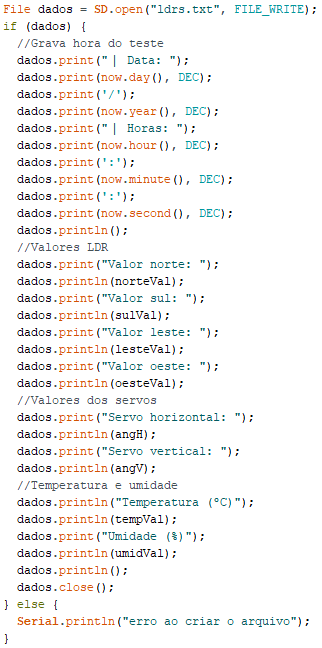 File dados = SD.open("ldrs.txt", FILE_WRITE);
if (dados) {
  //Grava hora do teste
  dados.print(" | Data: ");
  dados.print(now.day(), DEC);
  dados.print('/');
  dados.print(now.year(), DEC);
  dados.print(" | Horas: ");
  dados.print(now.hour(), DEC);
  dados.print(':');
  dados.print(now.minute(), DEC);
  dados.print(':');
  dados.print(now.second(), DEC);
  dados.println();
  //Valores LDR
  dados.print("Valor norte: ");
  dados.println(norteVal);
  dados.print("Valor sul: ");
  dados.println(sulVal);
  dados.print("Valor leste: ");
  dados.println(lesteVal);
  dados.print("Valor oeste: ");
  dados.println(oesteVal);
  //Valores dos servos
  dados.print("Servo horizontal: ");
  dados.println(angH);
  dados.print("Servo vertical: ");
  dados.println(angV);
  //Temperatura e umidade
  dados.println("Temperatura (°C)");
  dados.println(tempVal);
  dados.print("Umidade (%)");
  dados.println(umidVal);
  dados.println();
  dados.close();
} else {
  Serial.println("erro ao criar o arquivo");
}